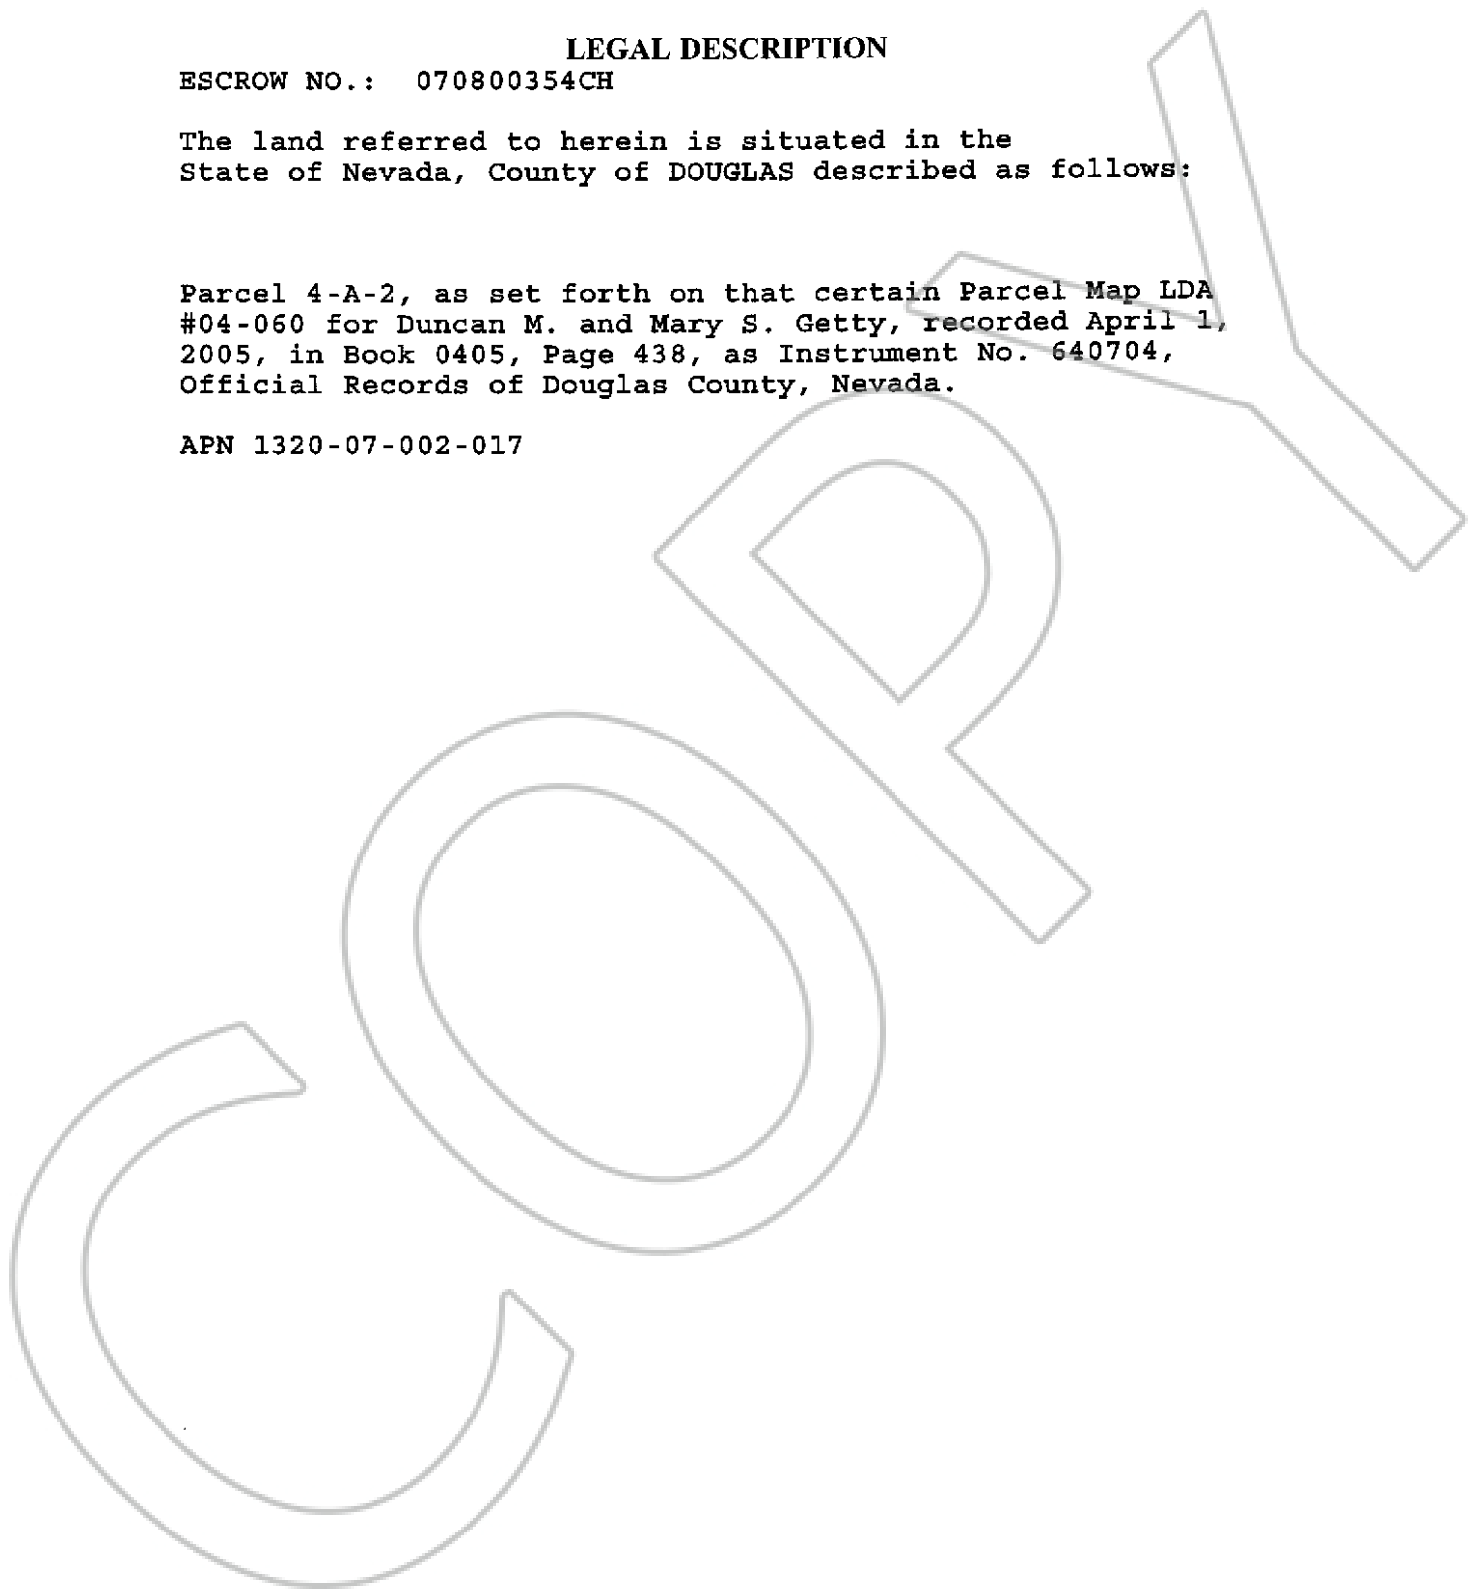 LEGAL DESCRIPTION
ESCROW NO.: 070800354CH
The land referred to herein is situated in the
State of Nevada, County of DOUGLAS described as follows:
Parcel 4-A-2, as set forth on that certain Parcel Map LDA
#04-060 for Duncan M. and Mary S. Getty, recorded April 1,
2005, in Book 0405, Page 438, as Instrument No. 640704,
Official Records of Douglas County, Nevada.
APN 1320-07-002-017
COPY